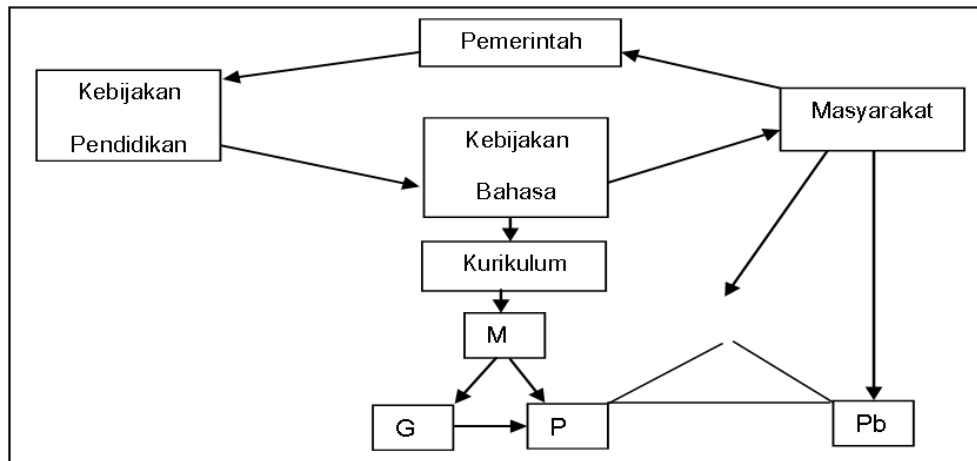 Pemerintah
Kebijakan
Pendidikan
Masyarakat
Kebijakan
Bahasa
Kurikulum
M
G
P
Pb